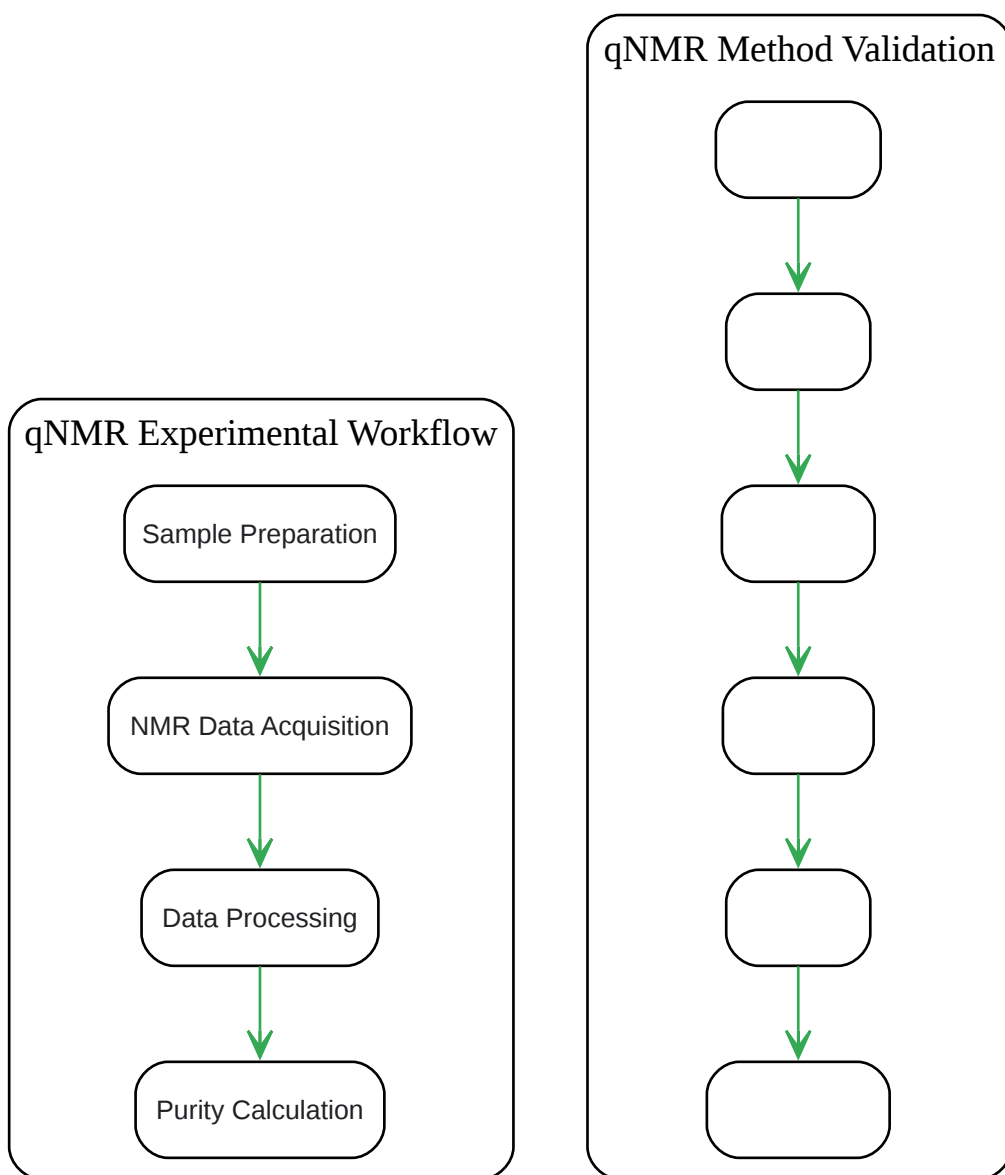 qNMR Method Validation
qNMR Experimental Workflow
Sample Preparation
NMR Data Acquisition
Data Processing
Purity Calculation